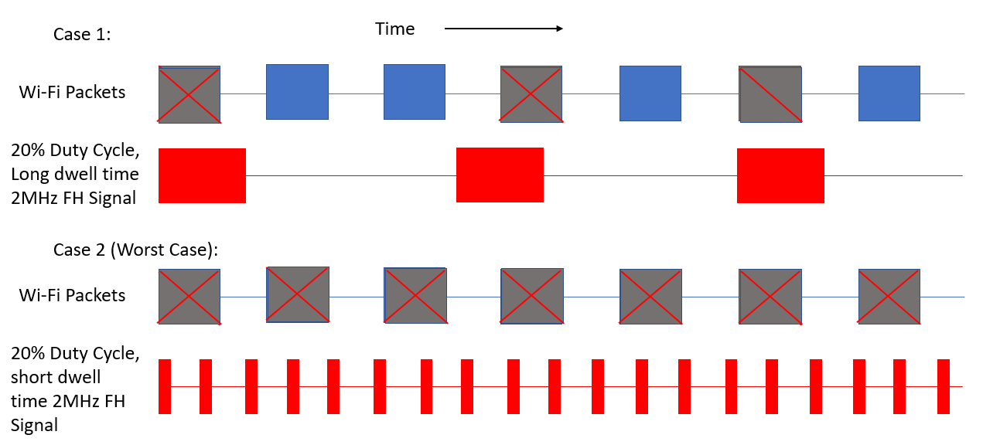 Case 1:
Time
Wi-Fi Packets
20% Duty Cycle,
Long dwell time
2MHz FH Signal
Case 2 (Worst Case):
Wi-Fi Packets
20% Duty Cycle,
short dwell
time 2MHz FH
Signal